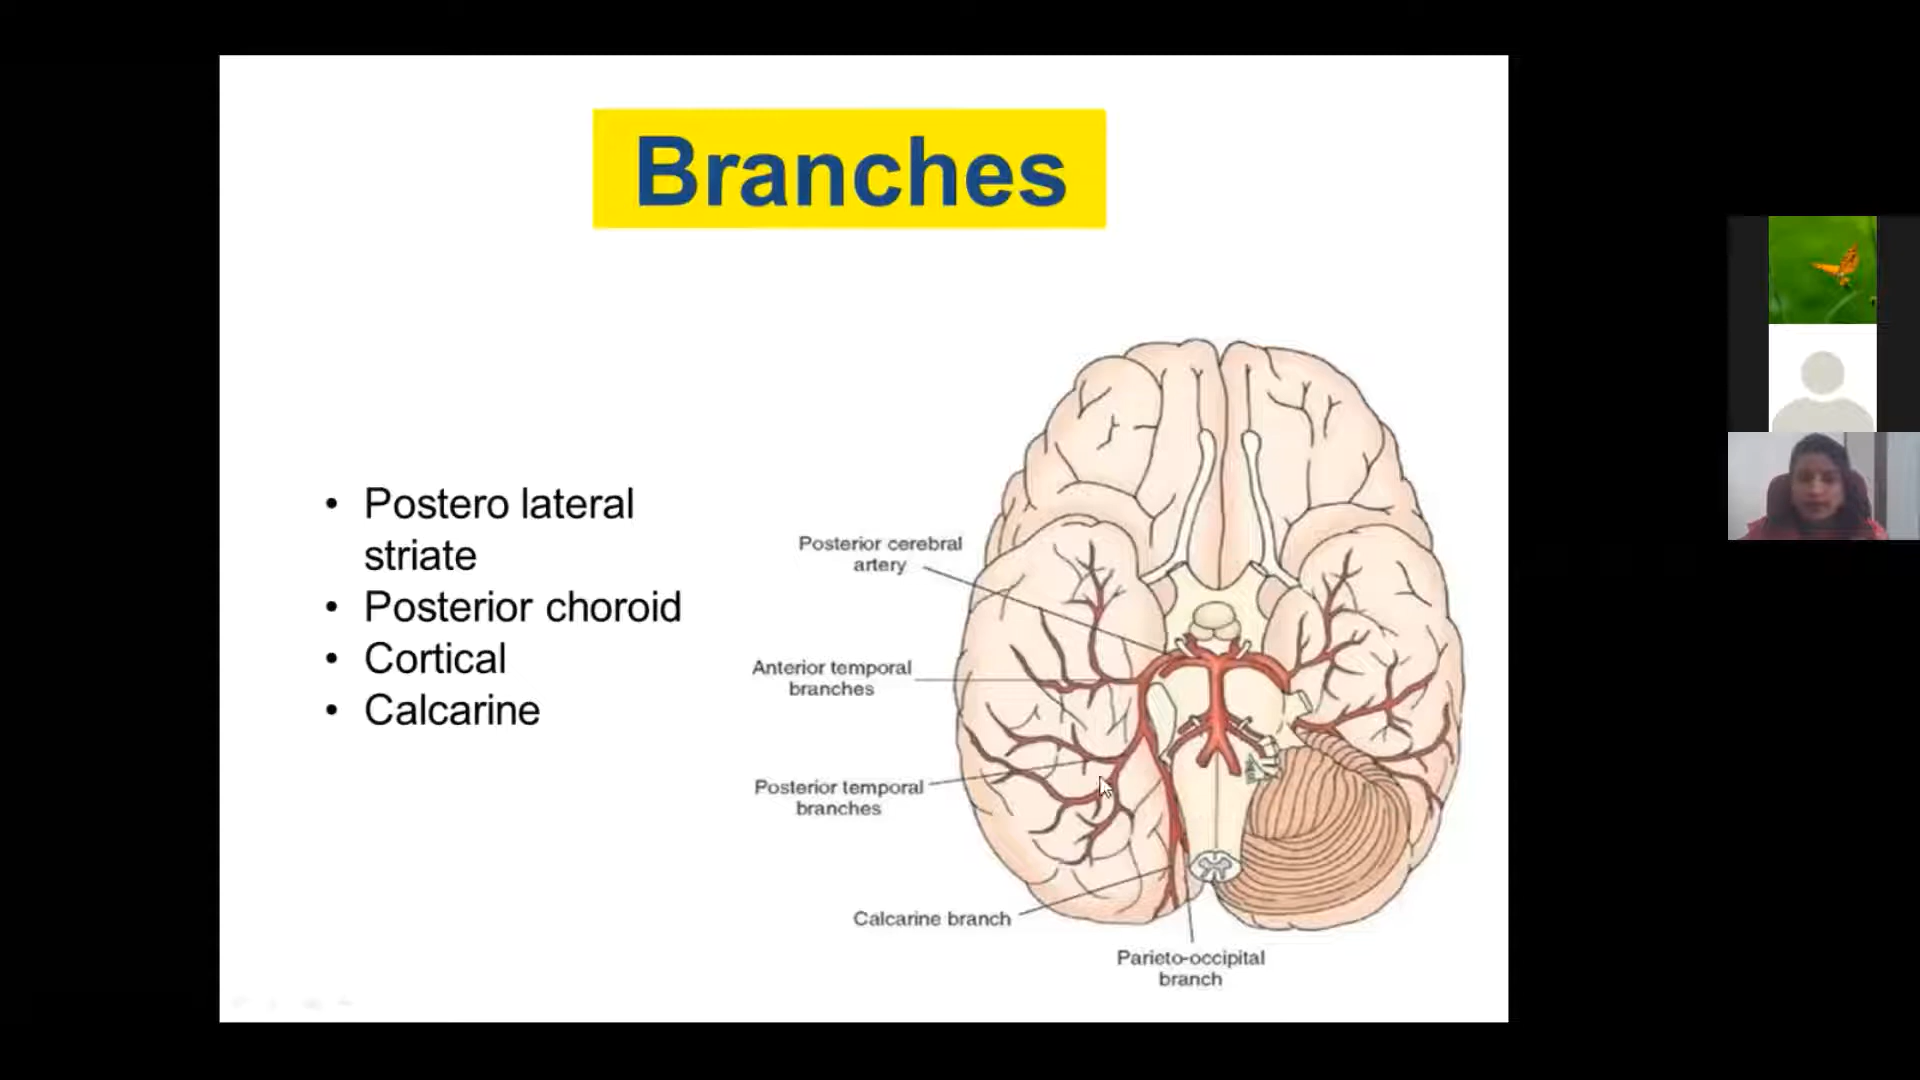 Branches
• Postero lateral
striate
• Posterior choroid
• Cortical
• Calcarine
Posterior cerebral
artery
Anterior temporal
branches
Posterior temporal
branches
Calcarine branch
Parieto-occipital
branch